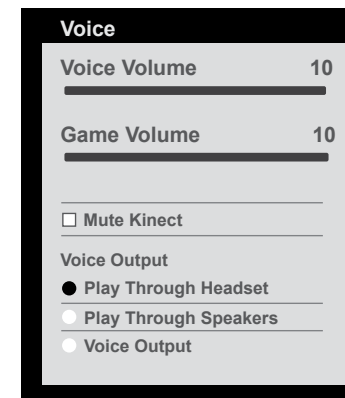 Voice
Voice Volume 10
Game Volume 10
Mute Kinect
Voice Output
Play Through Headset
Play Through Speakers
Voice Output